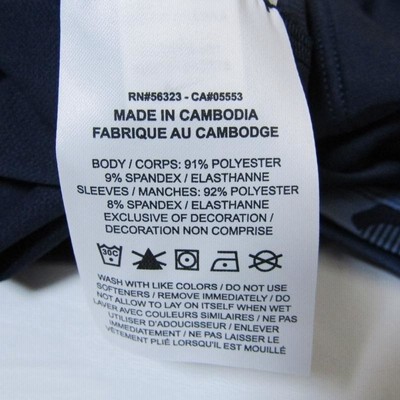 RN#56323 - CA#05553
MADE IN CAMBODIA
FABRIQUE AU CAMBODGE
BODY / CORPS: 91% POLYESTER
9% SPANDEX / ELASTHANNE
SLEEVES / MANCHES: 92% POLYESTER
8% SPANDEX / ELASTHANNE
EXCLUSIVE OF DECORATION /
DECORATION NON COMPRISE
30C
WASH WITH LIKE COLORS / DO NOT USE
SOFTENERS / REMOVE IMMEDIATELY / DO
NOT ALLOW TO LAY ON ITSELF WHEN WET
LAVER AVEC COULEURS SIMILAIRES / NE PAS
UTILISER D'ADOUCISSEUR / ENLEVER
IMMÉDIATEMENT / NE PAS LAISSER LE
VÊTEMENT PLIÉ LORSQU'IL EST MOUILLÉ